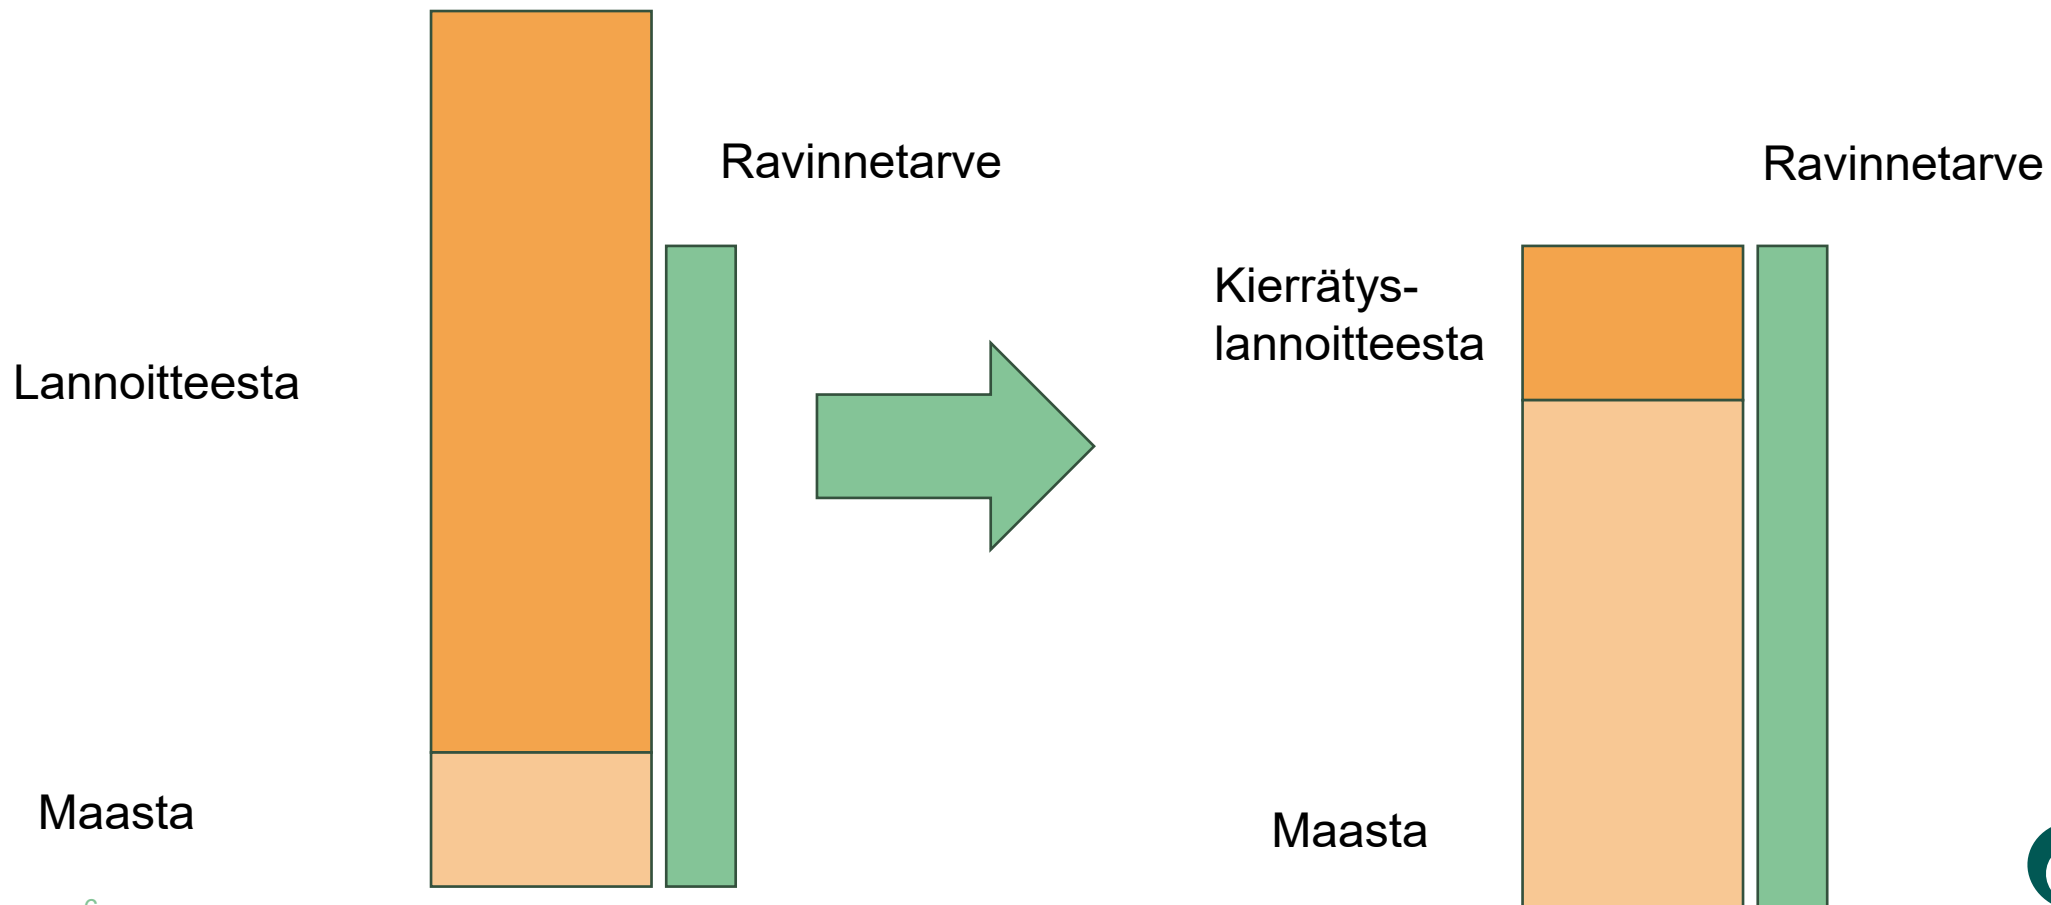 Ravinnetarve
Lannoitteesta
Maasta
Ravinnetarve
Kierrätys-
lannoitteesta
Maasta